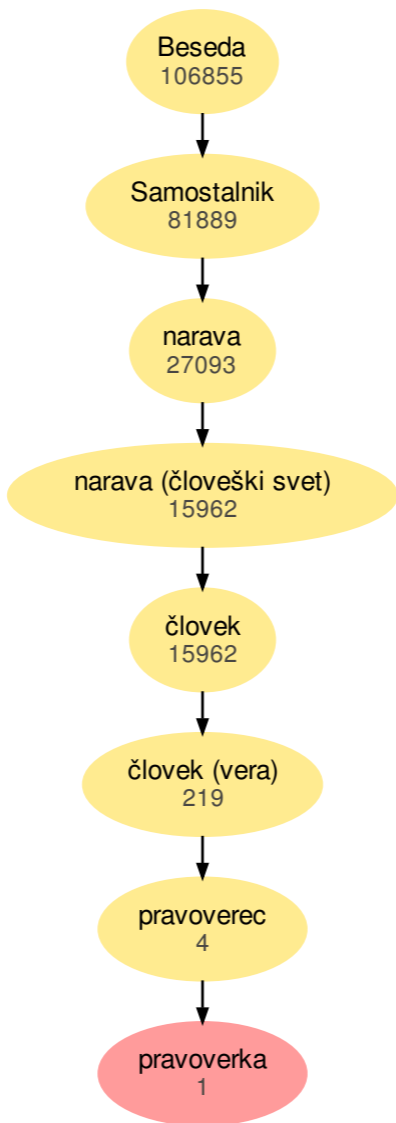 Beseda
106855
Samostalnik
81889
narava
27093
narava (človeški svet)
15962
človek
15962
človek (vera)
219
pravoverec
4
pravoverka
1